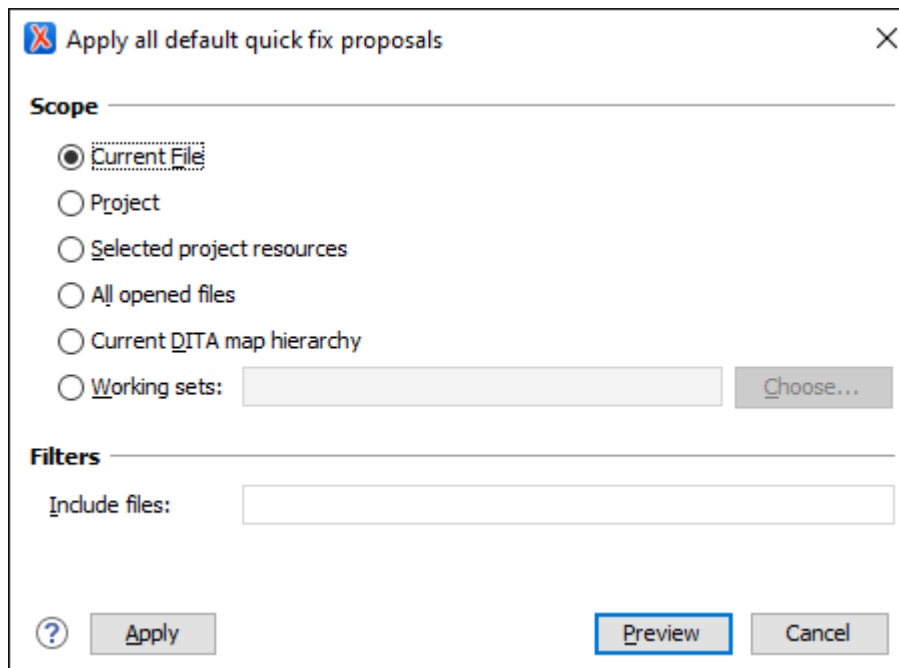 Apply all default quick fix proposals
Scope
Current File
Project
Selected project resources
All opened files
Current DITA map hierarchy
Working sets: Choose...
Filters
Include files:
? Apply Preview Cancel